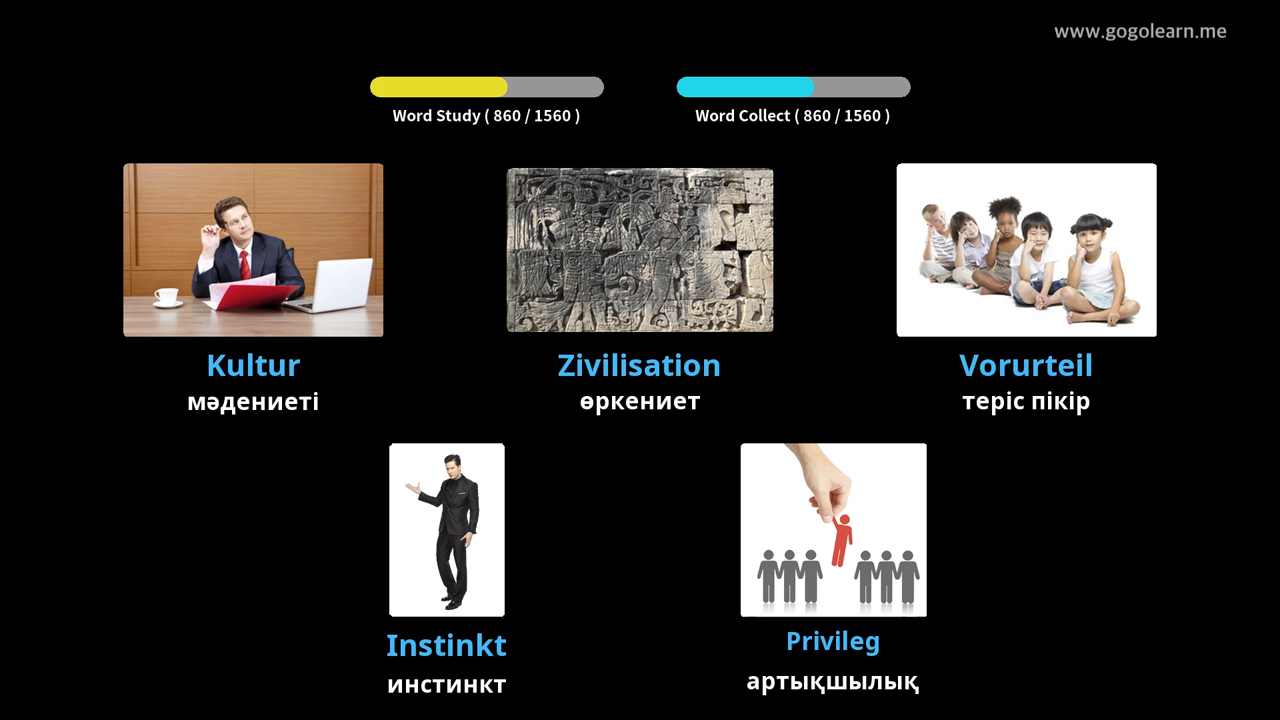 www.gogolearn.me
Word Study ( 860 / 1560 )
Word Collect ( 860 / 1560 )
Kultur
мәдениеті
Zivilisation
өркениет
Vorurteil
теріс пікір
Instinkt
инстинкт
Privileg
артықшылық